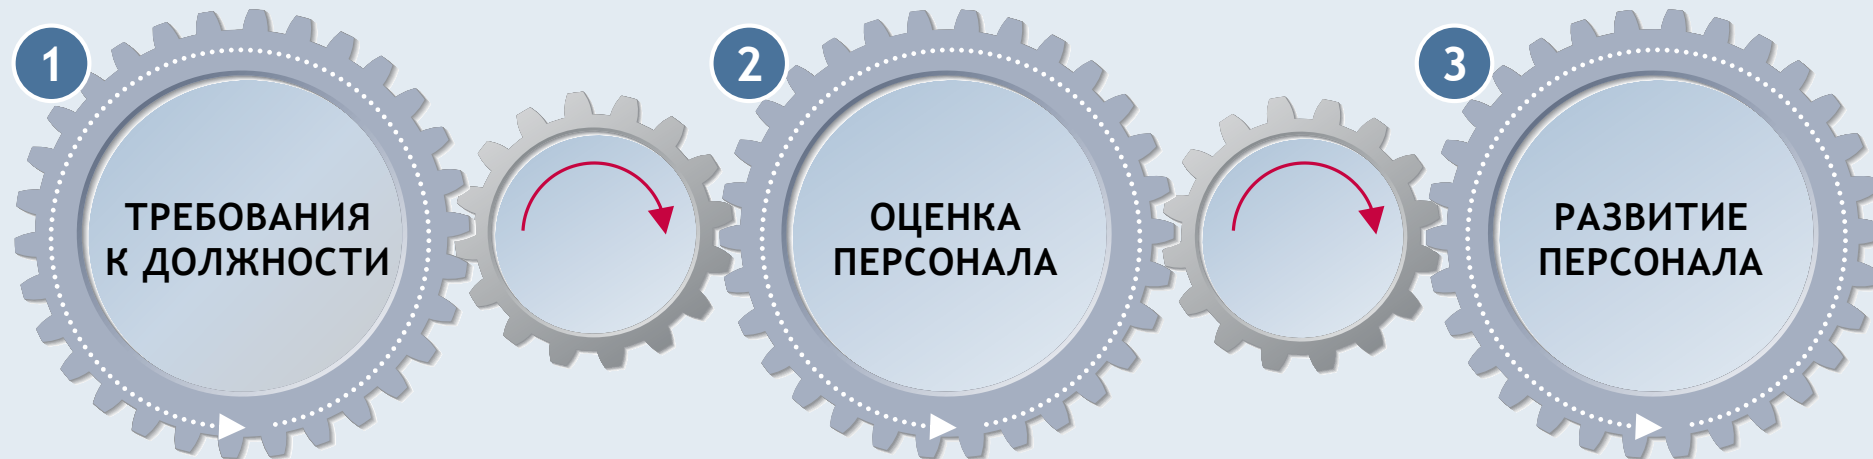 1
ТРЕБОВАНИЯ
К ДОЛЖНОСТИ
2
ОЦЕНКА
ПЕРСОНАЛА
3
РАЗВИТИЕ
ПЕРСОНАЛА